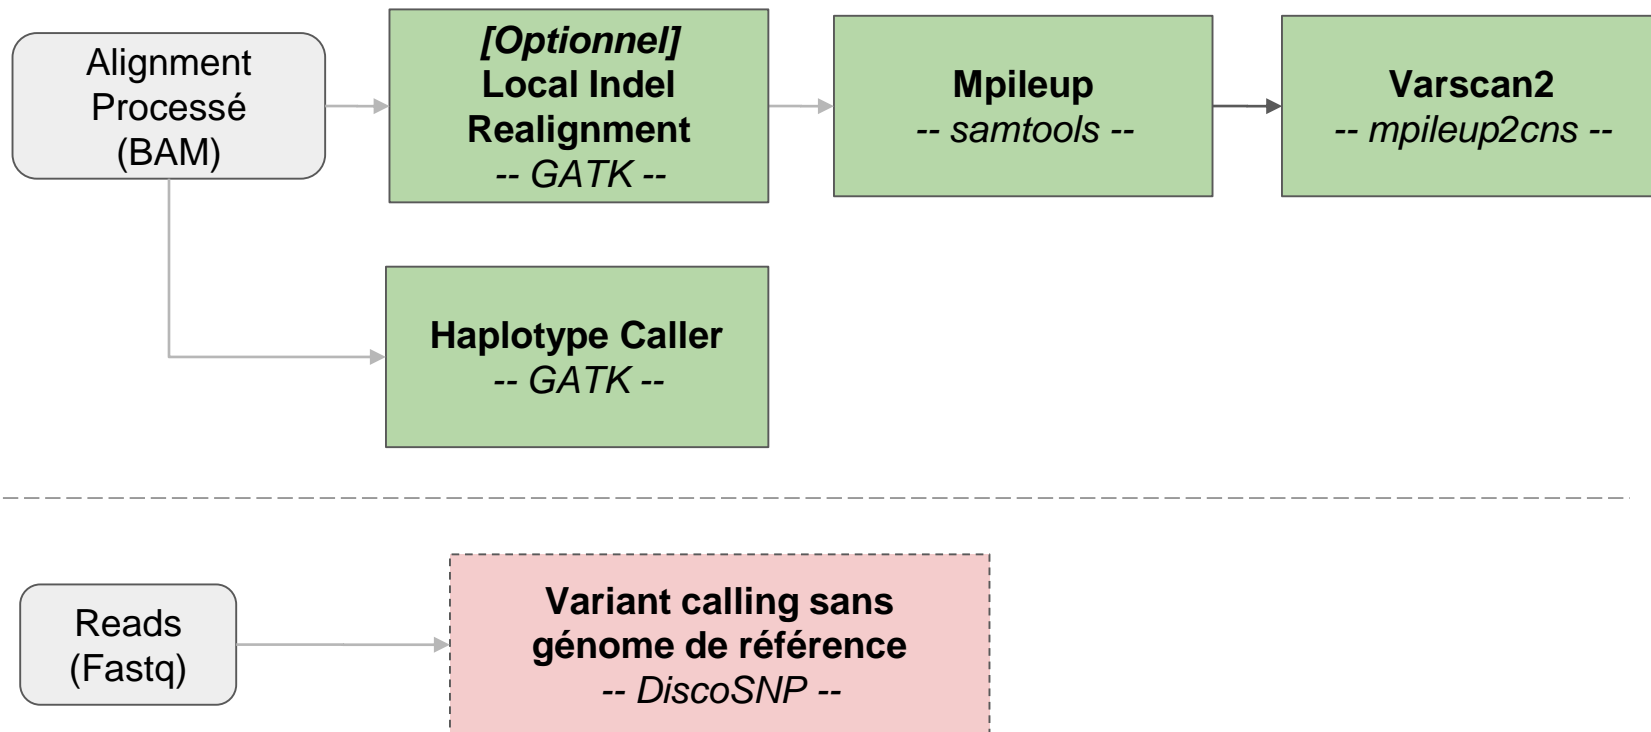 Alignment
Processé
(BAM)
[Optionnel]
Local Indel
Realignment
-- GATK --
Mpileup
-- samtools --
Varscan2
-- mpileup2cns --
Haplotype Caller
-- GATK --
Reads
(Fastq)
Variant calling sans
génome de référence
-- DiscoSNP --